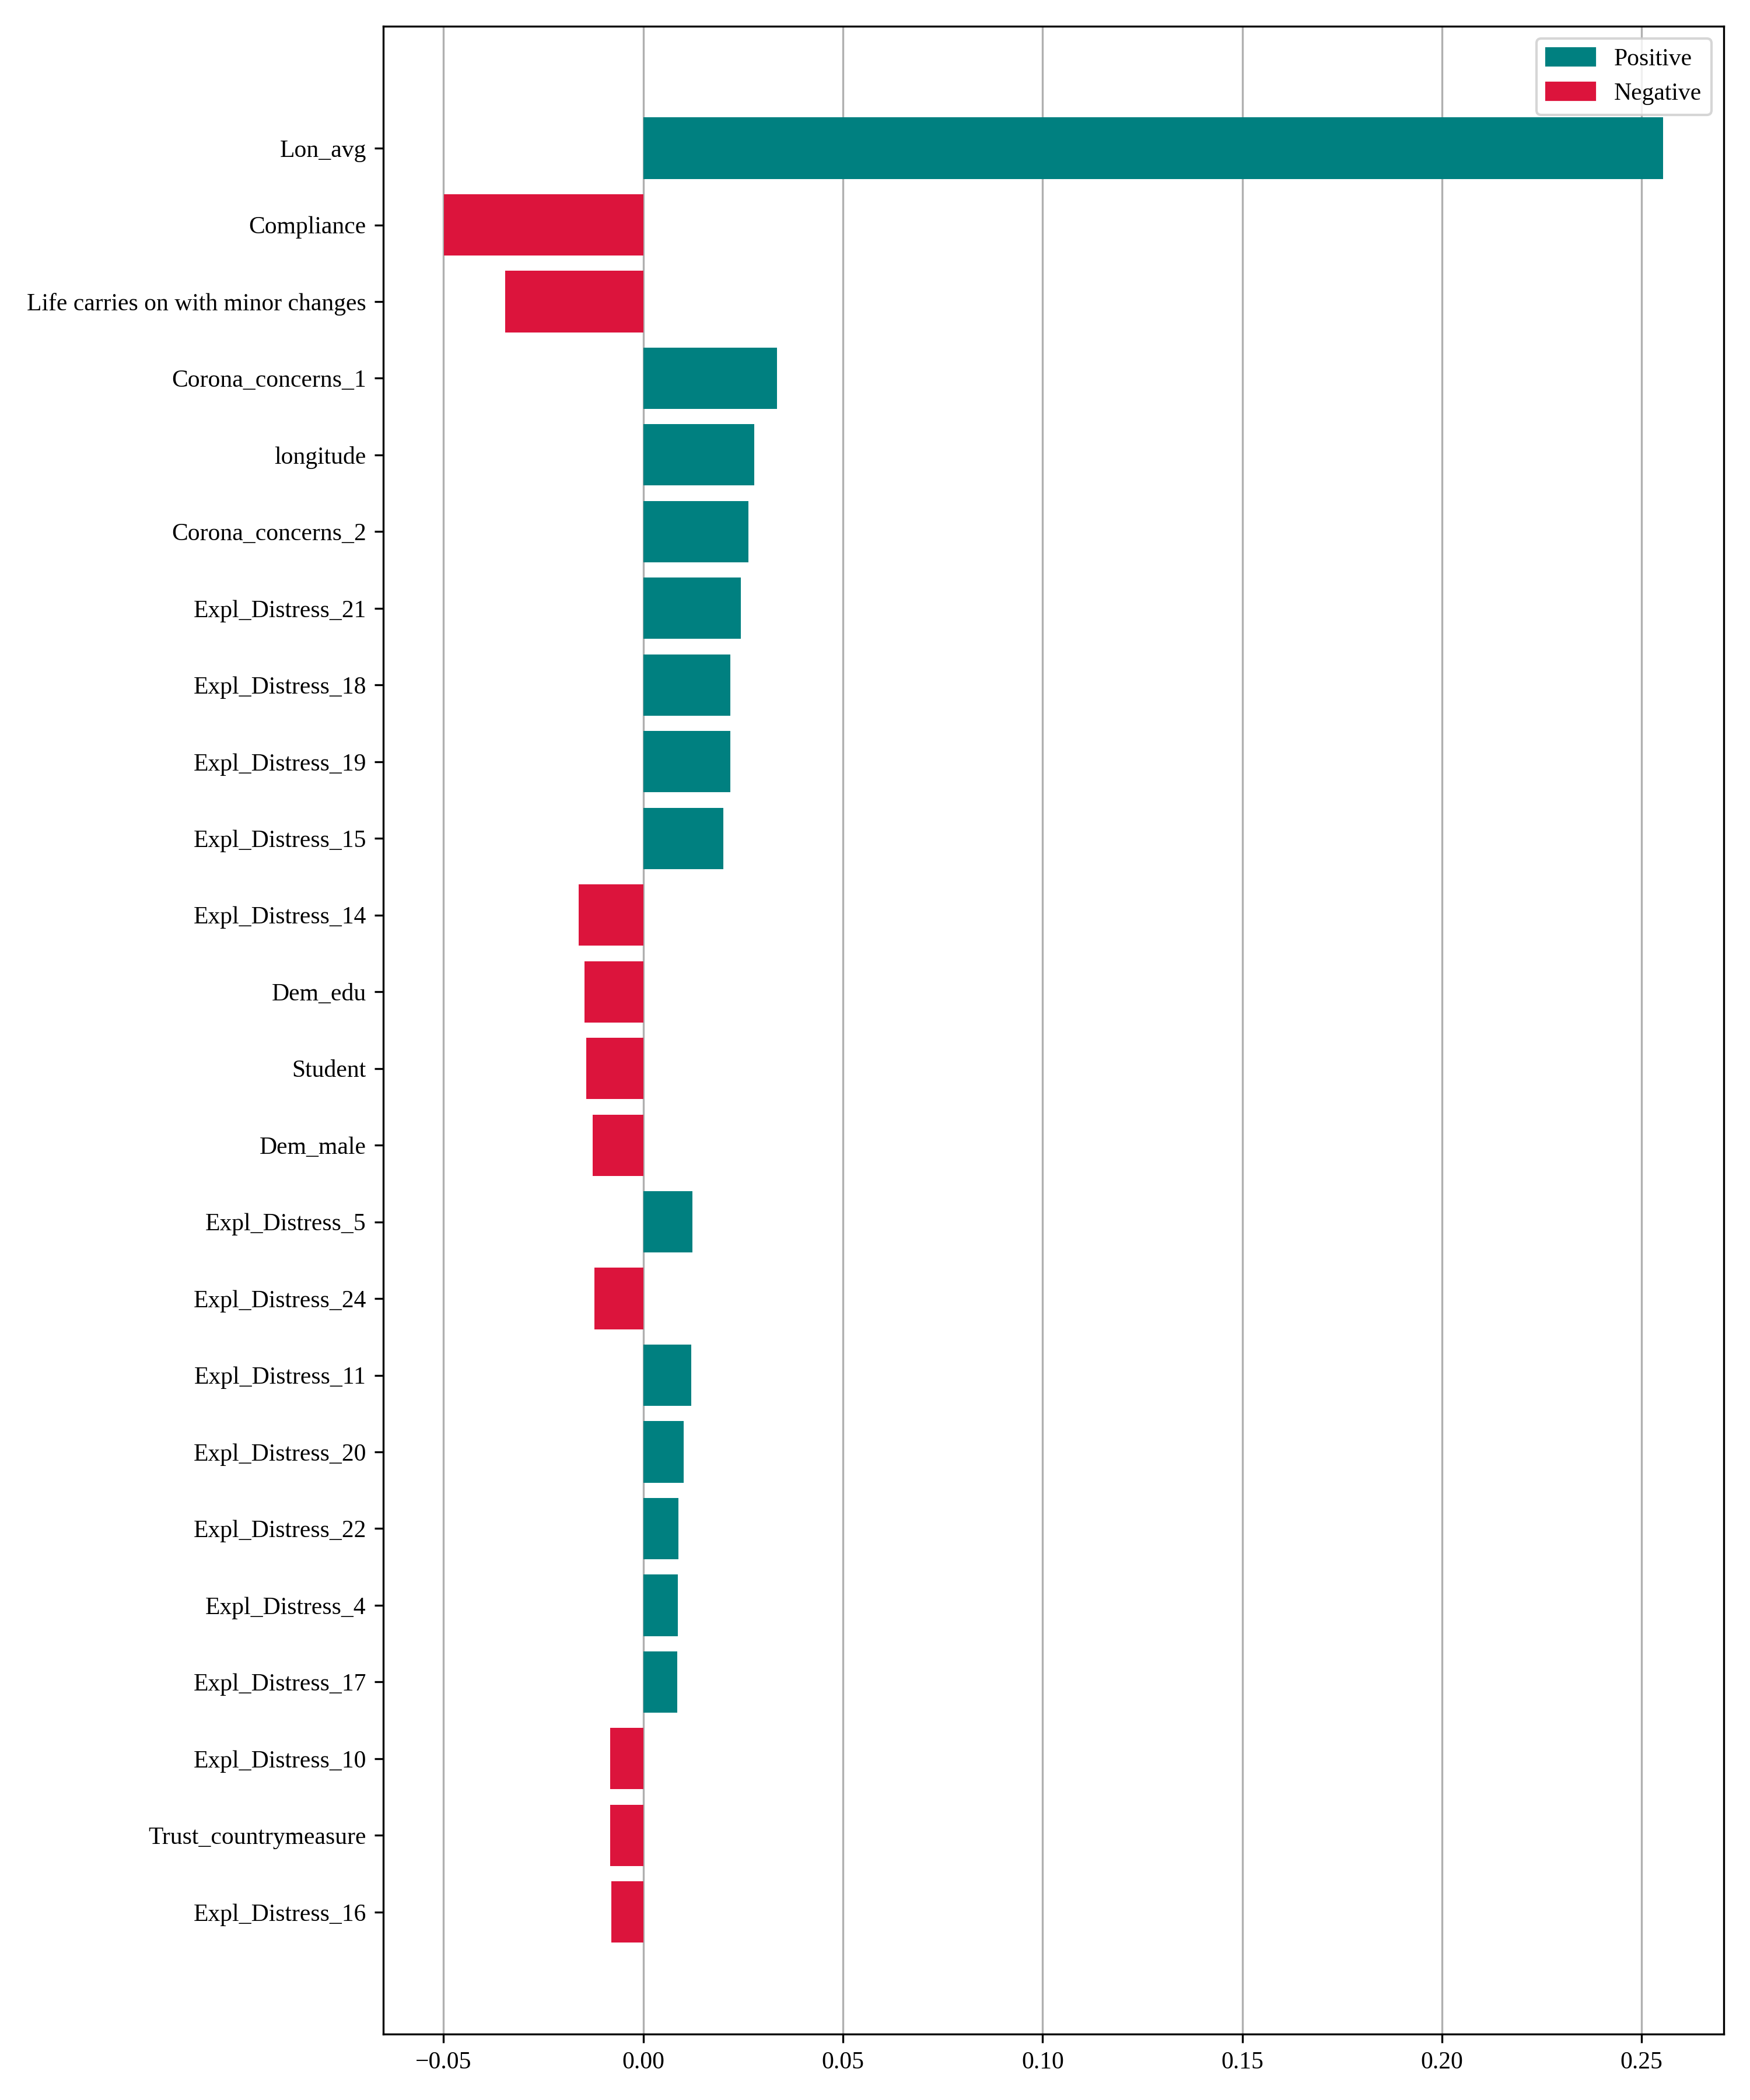 Positive
Negative
Lon_avg
Compliance
Life carries on with minor changes
Corona_concerns_1
longitude
Corona_concerns_2
Expl_Distress_21
Expl_Distress_18
Expl_Distress_19
Expl_Distress_15
Expl_Distress_14
Dem_edu
Student
Dem_male
Expl_Distress_5
Expl_Distress_24
Expl_Distress_11
Expl_Distress_20
Expl_Distress_22
Expl_Distress_4
Expl_Distress_17
Expl_Distress_10
Trust_countrymeasure
Expl_Distress_16
−0.05 0.00 0.05 0.10 0.15 0.20 0.25